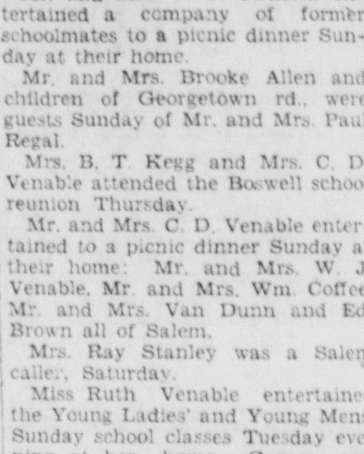 tertained a company of former
schoolmates to a picnic dinner Sun-
day at their home.
Mr. and Mrs. Brooke Allen and
children of Georgetown rd., were
guests Sunday of Mr. and Mrs. Paul
Regal.
Mrs. B. T. Kegg and Mrs. C. D
Venable attended the Boswell schoo
reunion Thursday.
Mr. and Mrs. C. D. Venable enter-
tained to a picnic dinner Sunday a
their home: Mr. and Mrs. W. J
Venable, Mr. and Mrs. Wm. Coffee
Mr. and Mrs. Van Dunn and Ed
Brown all of Salem.
Mrs. Ray Stanley was a Salem
caller, Saturday.
Miss Ruth Venable entertaine
the Young Ladies' and Young Mens
Sunday school classes Tuesday eve